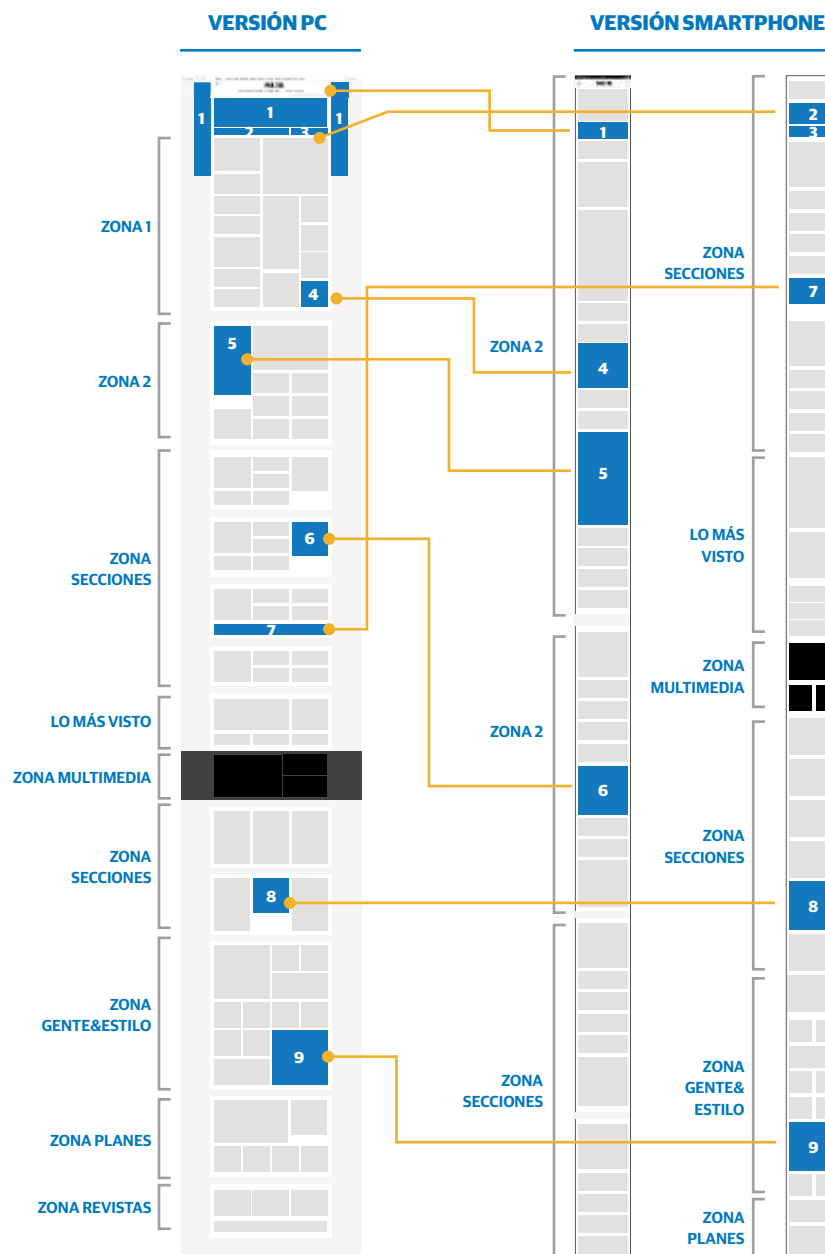 VERSIÓN PC
VERSIÓN SMARTPHONE
1
1
1
2
3
ZONA 1
4
5
ZONA 2
ZONA
SECCIONES
6
7
LO MÁS VISTO
ZONA MULTIMEDIA
ZONA
SECCIONES
8
ZONA
GENTE&ESTILO
9
ZONA PLANES
ZONA REVISTAS
1
ZONA 2
4
5
ZONA 2
6
ZONA
SECCIONES
2
3
ZONA
SECCIONES
7
LO MÁS
VISTO
ZONA
MULTIMEDIA
ZONA
SECCIONES
8
ZONA
GENTE&
ESTILO
9
ZONA
PLANES